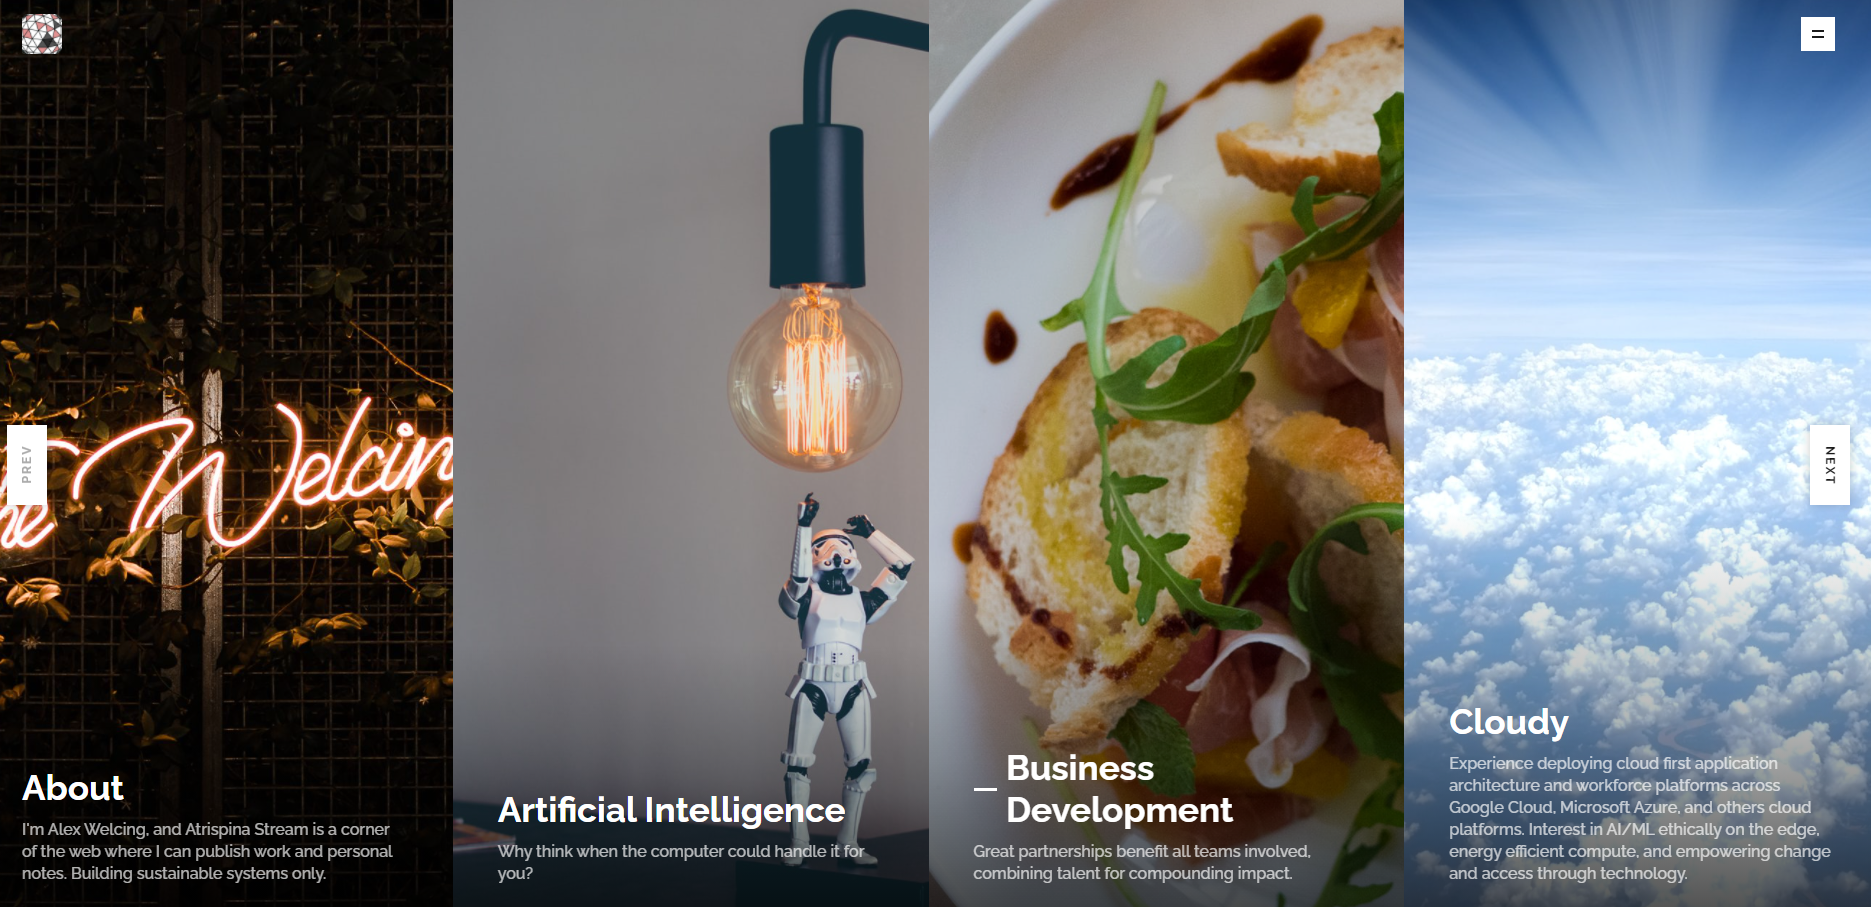 he Welcing
PREV
NEXT
About
I'm Alex Welcing, and Atrispina Stream is a corner
of the web where I can publish work and personal
notes. Building sustainable systems only.
Artificial Intelligence
Why think when the computer could handle it for
you?
Business
Development
Great partnerships benefit all teams involved,
combining talent for compounding impact.
Cloudy
Experience deploying cloud first application
architecture and workforce platforms across
Google Cloud, Microsoft Azure, and others cloud
platforms. Interest in AI/ML ethically on the edge,
energy efficient compute, and empowering change
and access through technology.